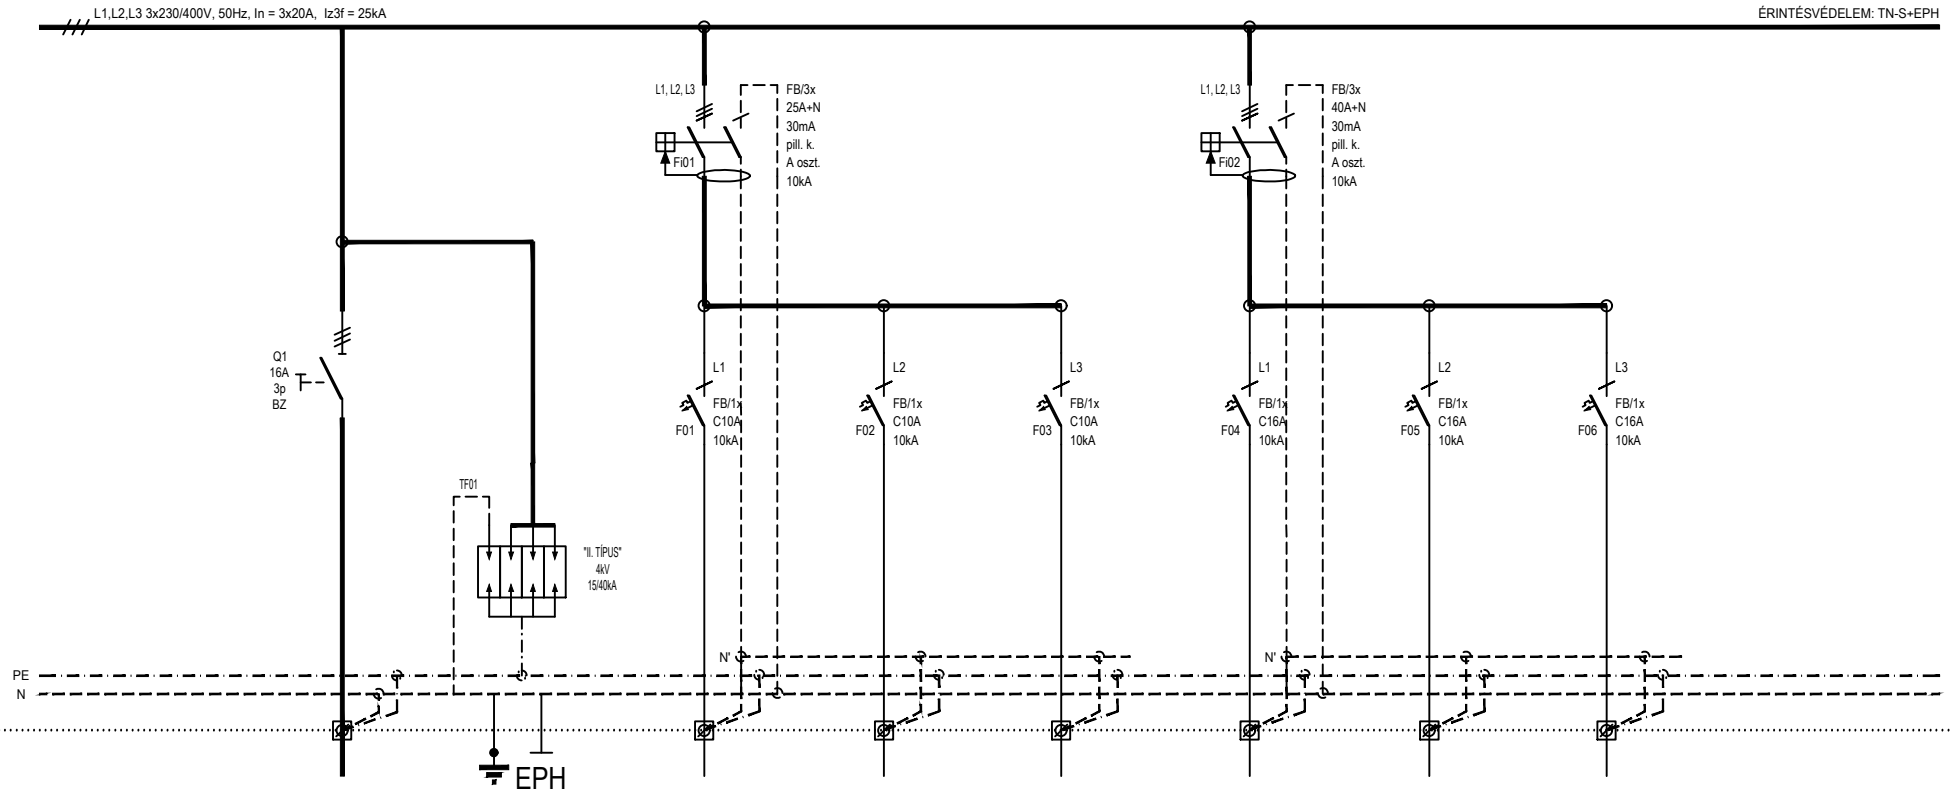 L1,L2,L3 3x230/400V, 50Hz, In = 3x20A, Iz3f = 25kA
ÉRINTÉSVÉDELEM: TN-S+EPH
L1, L2, L3
FB/3x
25A+N
30mA
pill. k.
A oszt.
10kA
Fi01
L1, L2, L3
FB/3x
40A+N
30mA
pill. k.
A oszt.
10kA
Fi02
Q1
16A
3p
BZ
L1
FB/1x
C10A
10kA
F01
L2
FB/1x
C10A
10kA
F02
L3
FB/1x
C10A
10kA
F03
L1
FB/1x
C16A
10kA
F04
L2
FB/1x
C16A
10kA
F05
L3
FB/1x
C16A
10kA
F06
TF01
"II. TÍPUS"
4kV
15/40kA
N'
N'
PE
N
EPH